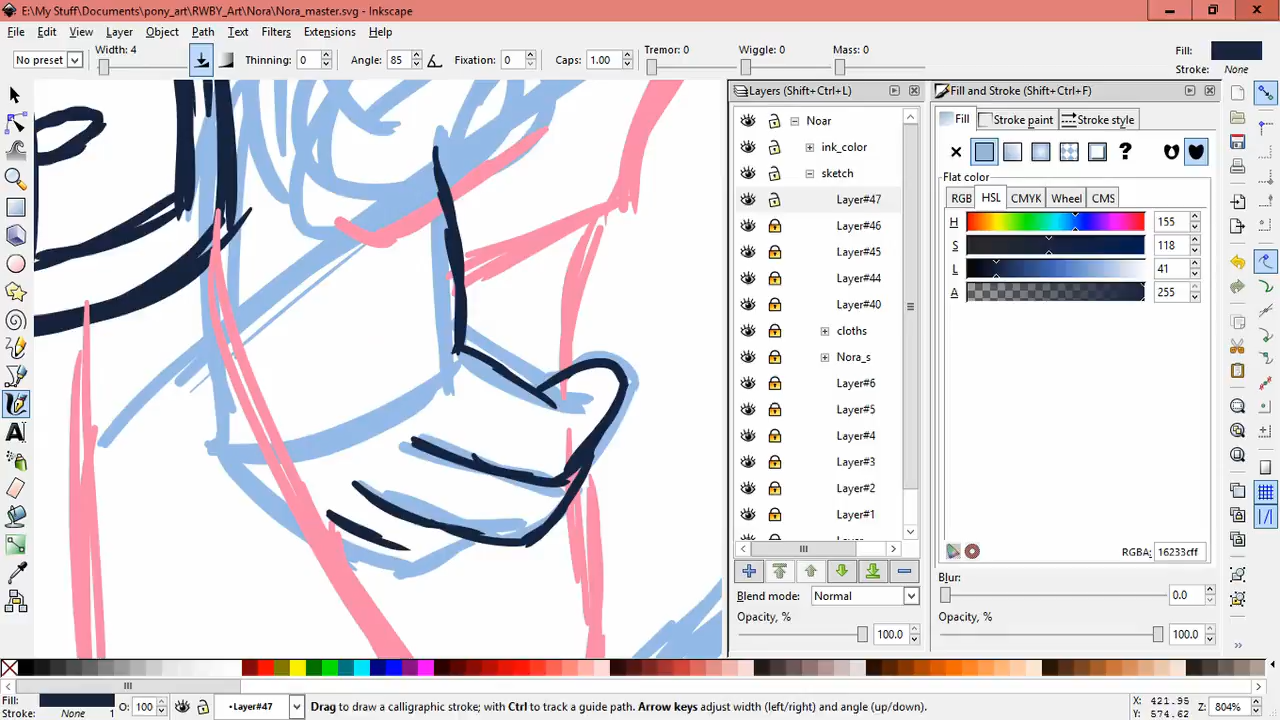 E:\My Stuff\Documents\pony_art\RWBY_Art\Nora\Nora_master.svg - Inkscape
File Edit View Layer Object Path Text Filters Extensions Help
No preset Width: 4 Thinning: 0 Angle: 85 Fixation: 0 Caps: 1.00 Tremor: 0 Wiggle: 0 Mass: 0 Fill:
Stroke: None
Layers (Shift+Ctrl+L)
Noar
ink_color
sketch
Layer#47
Layer#46
Layer#45
Layer#44
Layer#40
cloths
Nora_s
Layer#6
Layer#5
Layer#4
Layer#3
Layer#2
Layer#1
Blend mode: Normal
Opacity, %
100.0
Fill and Stroke (Shift+Ctrl+F)
Fill Stroke paint Stroke style
?
Flat color
RGB HSL CMYK Wheel CMS
H 155
S 118
L 41
A 255
RGBA: 16233cff
Blur:
0.0
Opacity, %
100.0
Fill:
Stroke: None 1
O: 100
•Layer#47
Drag to draw a calligraphic stroke; with Ctrl to track a guide path. Arrow keys adjust width (left/right) and angle (up/down).
X: 421.95
Y: 574.62
Z: 804%